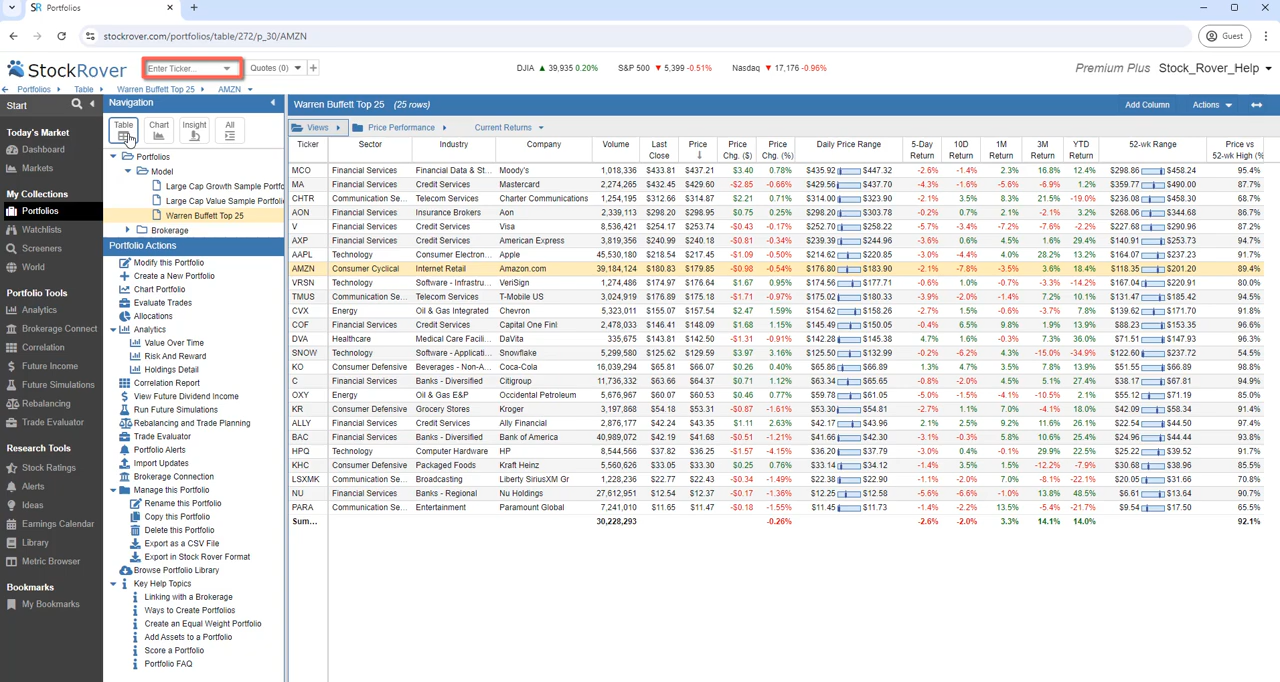 Portfolios
stockrover.com/portfolios/table/272/p_30/AMZN
Guest
StockRover
Enter Ticker...
Quotes (0)
DJIA ▲ 39,935 0.20%
S&P 500 ▼ 5,399 -0.51%
Nasdaq ▼ 17,176 -0.96%
Premium Plus
Stock_Rover_Help
Portfolios
Table
Warren Buffett Top 25
AMZN
Start
Today's Market
Dashboard
Markets
My Collections
Portfolios
Watchlists
Screeners
World
Portfolio Tools
Analytics
Brokerage Connect
Correlation
Future Income
Future Simulations
Rebalancing
Trade Evaluator
Research Tools
Stock Ratings
Alerts
Ideas
Earnings Calendar
Library
Metric Browser
Bookmarks
My Bookmarks
Navigation
Table
Chart
Insight
All
Portfolios
Model
Large Cap Growth Sample Portfo
Large Cap Value Sample Portfoli
Warren Buffett Top 25
Brokerage
Portfolio Actions
Modify this Portfolio
Create a New Portfolio
Chart Portfolio
Evaluate Trades
Allocations
Analytics
Value Over Time
Risk And Reward
Holdings Detail
Correlation Report
View Future Dividend Income
Run Future Simulations
Rebalancing and Trade Planning
Trade Evaluator
Portfolio Alerts
Import Updates
Brokerage Connection
Manage this Portfolio
Rename this Portfolio
Copy this Portfolio
Delete this Portfolio
Export as a CSV File
Export in Stock Rover Format
Browse Portfolio Library
Key Help Topics
Linking with a Brokerage
Ways to Create Portfolios
Create an Equal Weight Portfolio
Add Assets to a Portfolio
Score a Portfolio
Portfolio FAQ
Warren Buffett Top 25 (25 rows)
Add Column
Actions
Views
Price Performance
Current Returns
Ticker Sector Industry Company Volume Last Close Price ↓ Price Chg. ($) Price Chg. (%) Daily Price Range 5-Day Return 10D Return 1M Return 3M Return YTD Return 52-wk Range Price vs 52-wk High (%
MCO Financial Services Financial Data & St... Moody's 1,018,336 $433.81 $437.21 $3.40 0.78% $435.92 $447.32 -2.6% -1.4% 2.3% 16.8% 12.4% $298.86 $458.24 95.4%
MA Financial Services Credit Services Mastercard 2,274,265 $432.45 $429.60 -$2.85 -0.66% $429.56 $437.70 -4.3% -1.6% -5.6% -6.9% 1.2% $359.77 $490.00 87.7%
CHTR Communication Se... Telecom Services Charter Communications 1,454,195 $312.66 $314.87 $2.21 0.71% $314.00 $323.90 2.1% 3.5% 8.3% 21.5% -19.0% $236.08 $458.30 68.7%
AON Financial Services Insurance Brokers Aon 2,339,113 $298.20 $298.95 $0.75 0.25% $298.20 $303.78 -0.2% 0.7% 2.1% -2.1% 3.2% $268.06 $344.68 86.7%
V Financial Services Credit Services Visa 8,536,421 $254.17 $253.74 -$0.43 -0.17% $252.70 $258.22 -5.7% -3.4% -7.2% -7.6% -2.2% $227.68 $290.96 87.2%
AXP Financial Services Credit Services American Express 3,819,356 $240.99 $240.18 -$0.81 -0.34% $239.39 $244.96 -3.6% 0.6% 4.5% 1.6% 29.4% $140.91 $253.73 94.7%
AAPL Technology Consumer Electron... Apple 45,530,180 $218.54 $217.45 -$1.09 -0.50% $214.62 $220.85 -3.0% -4.4% 4.0% 28.2% 13.2% $164.07 $237.23 91.7%
AMZN Consumer Cyclical Internet Retail Amazon.com 39,184,124 $180.83 $179.85 -$0.98 -0.54% $176.80 $183.90 -2.1% -7.8% -3.5% 3.6% 18.4% $118.35 $201.20 89.4%
VRSN Technology Software - Infrastru... VeriSign 1,274,486 $174.97 $176.64 $1.67 0.95% $174.56 $177.71 -0.6% 1.0% -0.7% -3.3% -14.2% $167.04 $220.91 80.0%
TMUS Communication Se... Telecom Services T-Mobile US 3,024,919 $176.89 $175.18 -$1.71 -0.97% $175.02 $180.33 -3.9% -2.0% -1.4% 7.2% 10.1% $131.47 $185.42 94.5%
CVX Energy Oil & Gas Integrated Chevron 5,323,011 $155.07 $157.54 $2.47 1.59% $154.62 $158.26 -2.7% 1.5% -0.6% -3.7% 7.8% $139.62 $171.70 91.8%
COF Financial Services Credit Services Capital One Finl 2,478,033 $146.41 $148.09 $1.68 1.15% $145.49 $150.05 -0.4% 6.5% 9.8% 1.9% 13.9% $88.23 $153.35 96.6%
DVA Healthcare Medical Care Facili... DaVita 335,675 $143.81 $142.50 -$1.31 -0.91% $142.28 $145.38 4.7% 1.6% -0.3% 7.3% 36.0% $71.51 $147.93 96.3%
SNOW Technology Software - Applicati... Snowflake 5,299,580 $125.62 $129.59 $3.97 3.16% $125.50 $132.99 -0.2% -6.2% 4.3% -15.0% -34.9% $122.60 $237.72 54.5%
KO Consumer Defensive Beverages - Non-A... Coca-Cola 16,039,294 $65.81 $66.07 $0.26 0.40% $65.86 $66.89 1.3% 4.7% 3.5% 7.8% 13.8% $51.55 $66.89 98.8%
C Financial Services Banks - Diversified Citigroup 11,736,332 $63.66 $64.37 $0.71 1.12% $63.34 $65.65 -0.8% -2.0% 4.5% 5.1% 27.4% $38.17 $67.81 94.9%
OXY Energy Oil & Gas E&P Occidental Petroleum 5,676,967 $60.07 $60.53 $0.46 0.77% $59.78 $61.05 -5.0% -1.5% -4.1% -10.5% 2.1% $55.12 $71.19 85.0%
KR Consumer Defensive Grocery Stores Kroger 3,197,868 $54.18 $53.31 -$0.87 -1.61% $53.30 $54.81 -2.7% 1.1% 7.0% -4.1% 18.0% $42.09 $58.34 91.4%
ALLY Financial Services Credit Services Ally Financial 2,876,177 $42.24 $43.35 $1.11 2.63% $42.17 $44.05 2.1% 2.5% 9.2% 11.6% 26.1% $22.54 $44.50 97.4%
BAC Financial Services Banks - Diversified Bank of America 40,989,072 $42.19 $41.68 -$0.51 -1.21% $41.66 $42.30 -3.1% -0.3% 5.8% 10.6% 25.4% $24.96 $44.44 93.8%
HPQ Technology Computer Hardware HP 8,544,566 $37.82 $36.25 -$1.57 -4.15% $36.20 $37.79 -3.0% 0.4% -0.1% 29.9% 22.5% $25.22 $39.52 91.7%
KHC Consumer Defensive Packaged Foods Kraft Heinz 5,560,626 $33.05 $33.30 $0.25 0.76% $33.14 $34.12 -1.4% 3.5% 1.5% -12.2% -7.9% $30.68 $38.96 85.5%
LSXMK Communication Se... Broadcasting Liberty SiriusXM Gr 1,228,236 $22.77 $22.43 -$0.34 -1.49% $22.38 $22.90 -1.1% -2.0% 7.0% -8.1% -22.1% $20.05 $31.66 70.8%
NU Financial Services Banks - Regional Nu Holdings 27,612,951 $12.54 $12.37 -$0.17 -1.36% $12.25 $12.58 -5.6% -6.6% -1.0% 13.8% 48.5% $6.61 $13.64 90.7%
PARA Communication Se... Entertainment Paramount Global 7,241,010 $11.65 $11.47 -$0.18 -1.55% $11.45 $11.73 -1.4% -2.2% 13.5% -5.4% -21.7% $9.54 $17.50 65.5%
Sum... 30,228,293 -0.26% -2.6% -2.0% 3.3% 14.1% 14.0% 92.1%